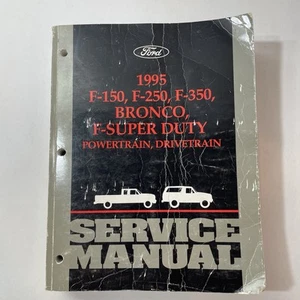 Ford
1995
F-150, F-250, F-350,
BRONCO,
F-SUPER DUTY
POWERTRAIN, DRIVETRAIN
SERVICE
MANUAL